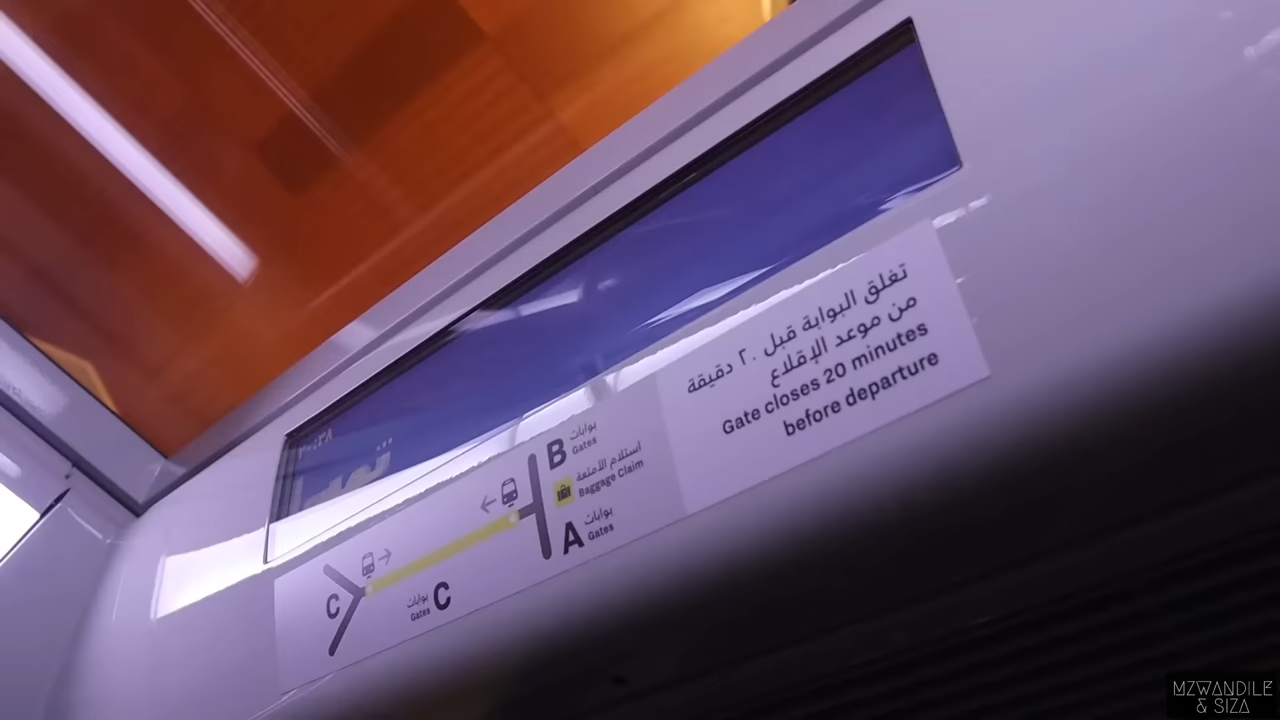 تغلق البوابة قبل ٢٠ دقيقة
من موعد الإقلاع
Gate closes 20 minutes
before departure
بوابات
B Gates
استلام الأمتعة
Baggage Claim
بوابات
A Gates
C
بوابات
Gates C
MZWANDILE
& SIZA